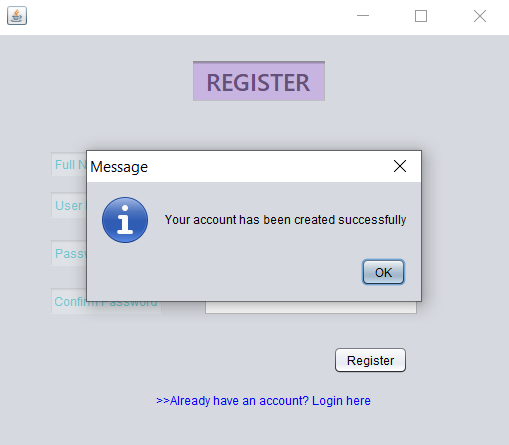 REGISTER
Full
Message
User
Your account has been created successfully
OK
Confirm Password
Register
>>Already have an account? Login here